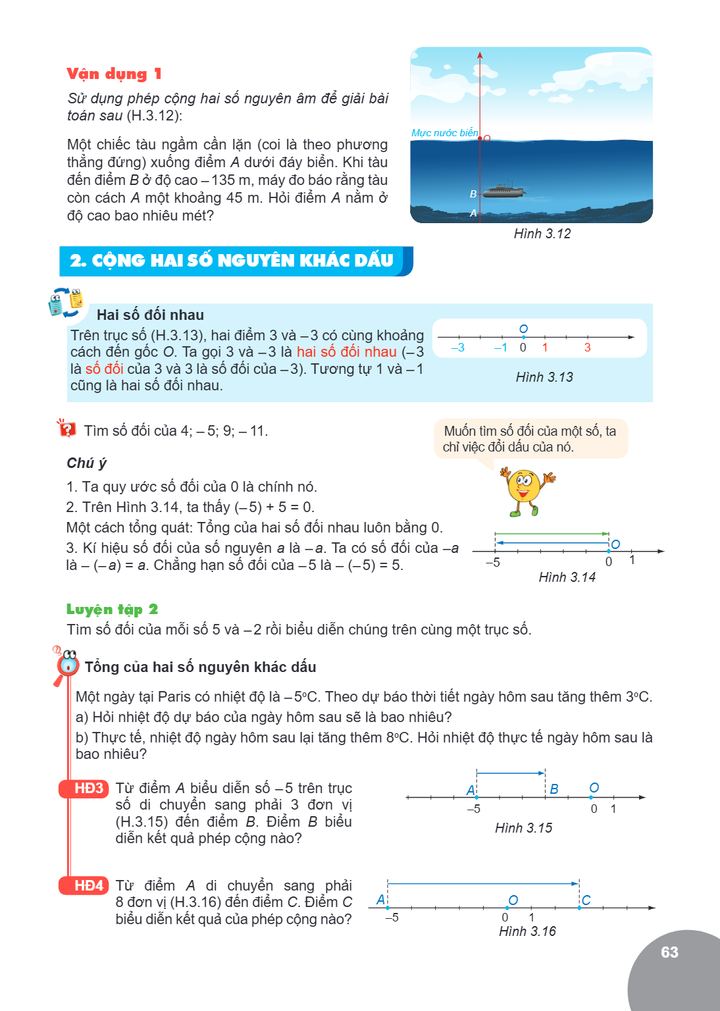 Vận dụng 1
Sử dụng phép cộng hai số nguyên âm để giải bài
toán sau (H.3.12):
Một chiếc tàu ngầm cần lặn (coi là theo phương
thẳng đứng) xuống điểm A dưới đáy biển. Khi tàu
đến điểm B ở độ cao –135 m, máy đo báo rằng tàu
còn cách A một khoảng 45 m. Hỏi điểm A nằm ở
độ cao bao nhiêu mét?
Mực nước biển O
B
A
Hình 3.12
2. CỘNG HAI SỐ NGUYÊN KHÁC DẤU
Hai số đối nhau
Trên trục số (H.3.13), hai điểm 3 và –3 có cùng khoảng
cách đến gốc O. Ta gọi 3 và –3 là hai số đối nhau (–3
là số đối của 3 và 3 là số đối của –3). Tương tự 1 và –1
cũng là hai số đối nhau.
O
–3 –1 0 1 3
Hình 3.13
? Tìm số đối của 4; –5; 9; –11.
Muốn tìm số đối của một số, ta
chỉ việc đổi dấu của nó.
Chú ý
1. Ta quy ước số đối của 0 là chính nó.
2. Trên Hình 3.14, ta thấy (–5) + 5 = 0.
Một cách tổng quát: Tổng của hai số đối nhau luôn bằng 0.
3. Kí hiệu số đối của số nguyên a là –a. Ta có số đối của –a
là – (–a) = a. Chẳng hạn số đối của –5 là – (–5) = 5.
O
–5 0 1
Hình 3.14
Luyện tập 2
Tìm số đối của mỗi số 5 và –2 rồi biểu diễn chúng trên cùng một trục số.
Tổng của hai số nguyên khác dấu
Một ngày tại Paris có nhiệt độ là –5°C. Theo dự báo thời tiết ngày hôm sau tăng thêm 3°C.
a) Hỏi nhiệt độ dự báo của ngày hôm sau sẽ là bao nhiêu?
b) Thực tế, nhiệt độ ngày hôm sau lại tăng thêm 8°C. Hỏi nhiệt độ thực tế ngày hôm sau là
bao nhiêu?
HĐ3 Từ điểm A biểu diễn số –5 trên trục
số di chuyển sang phải 3 đơn vị
(H.3.15) đến điểm B. Điểm B biểu
diễn kết quả phép cộng nào?
A B O
–5 0 1
Hình 3.15
HĐ4 Từ điểm A di chuyển sang phải
8 đơn vị (H.3.16) đến điểm C. Điểm C
biểu diễn kết quả của phép cộng nào?
A O C
–5 0 1
Hình 3.16
63